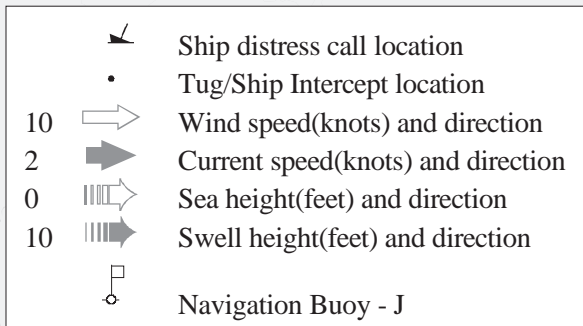 Ship distress call location
Tug/Ship Intercept location
10 Wind speed(knots) and direction
2 Current speed(knots) and direction
0 Sea height(feet) and direction
10 Swell height(feet) and direction
Navigation Buoy - J